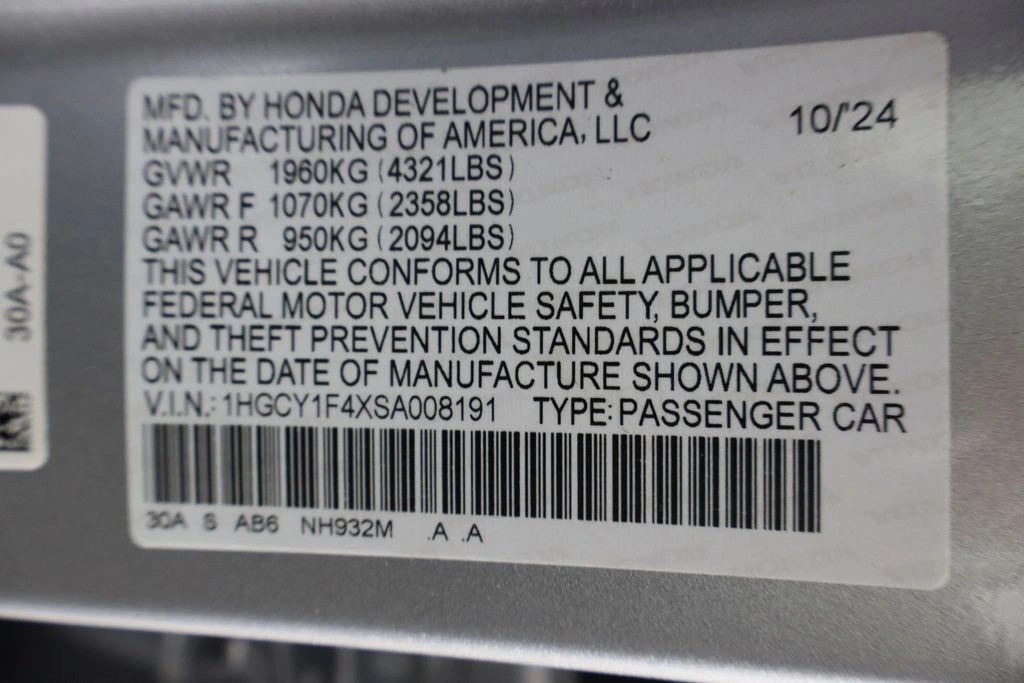 MFD. BY HONDA DEVELOPMENT &
MANUFACTURING OF AMERICA, LLC
10/'24
GVWR 1960KG (4321LBS)
GAWR F 1070KG (2358LBS)
GAWR R 950KG (2094LBS)
THIS VEHICLE CONFORMS TO ALL APPLICABLE
FEDERAL MOTOR VEHICLE SAFETY, BUMPER,
AND THEFT PREVENTION STANDARDS IN EFFECT
ON THE DATE OF MANUFACTURE SHOWN ABOVE.
V.I.N.: 1HGCY1F4XSA008191 TYPE: PASSENGER CAR
30A S AB6 NH932M .A .A
30A-A0